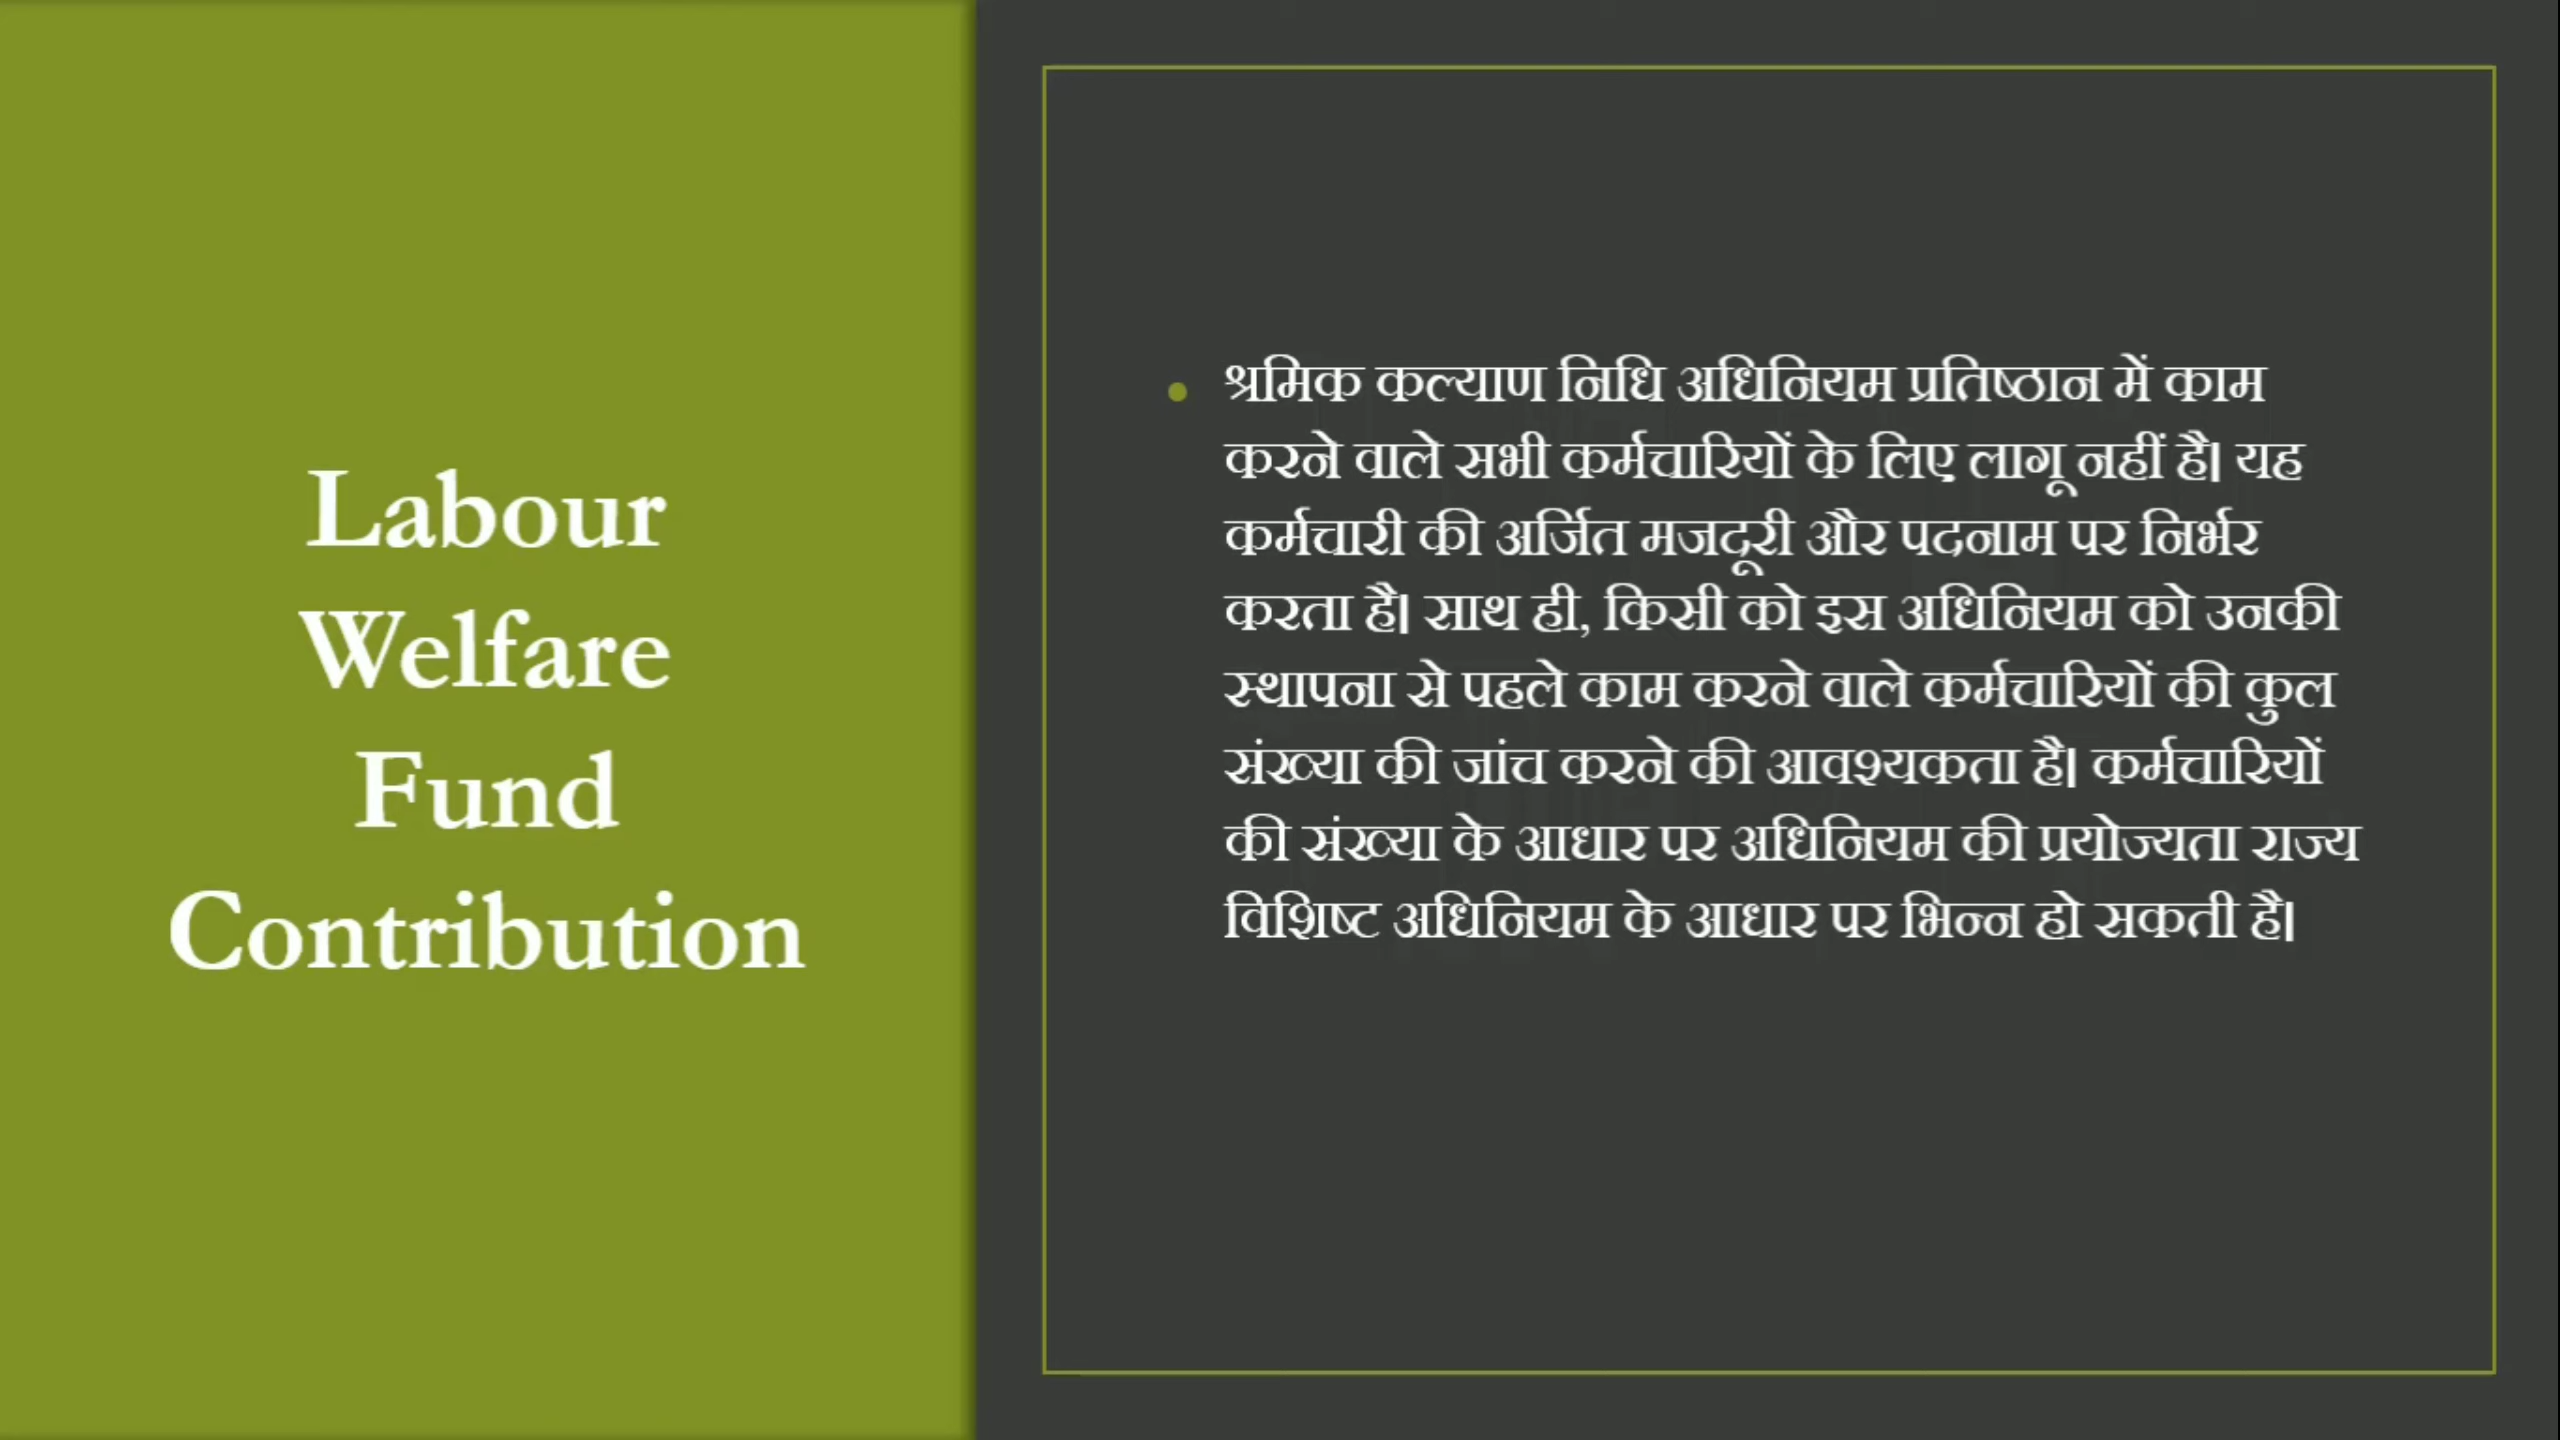 Labour
Welfare
Fund
Contribution
• श्रमिक कल्याण निधि अधिनियम प्रतिष्ठान में काम
करने वाले सभी कर्मचारियों के लिए लागू नहीं है। यह
कर्मचारी की अर्जित मजदूरी और पदनाम पर निर्भर
करता है। साथ ही, किसी को इस अधिनियम को उनकी
स्थापना से पहले काम करने वाले कर्मचारियों की कुल
संख्या की जांच करने की आवश्यकता है। कर्मचारियों
की संख्या के आधार पर अधिनियम की प्रयोज्यता राज्य
विशिष्ट अधिनियम के आधार पर भिन्न हो सकती है।